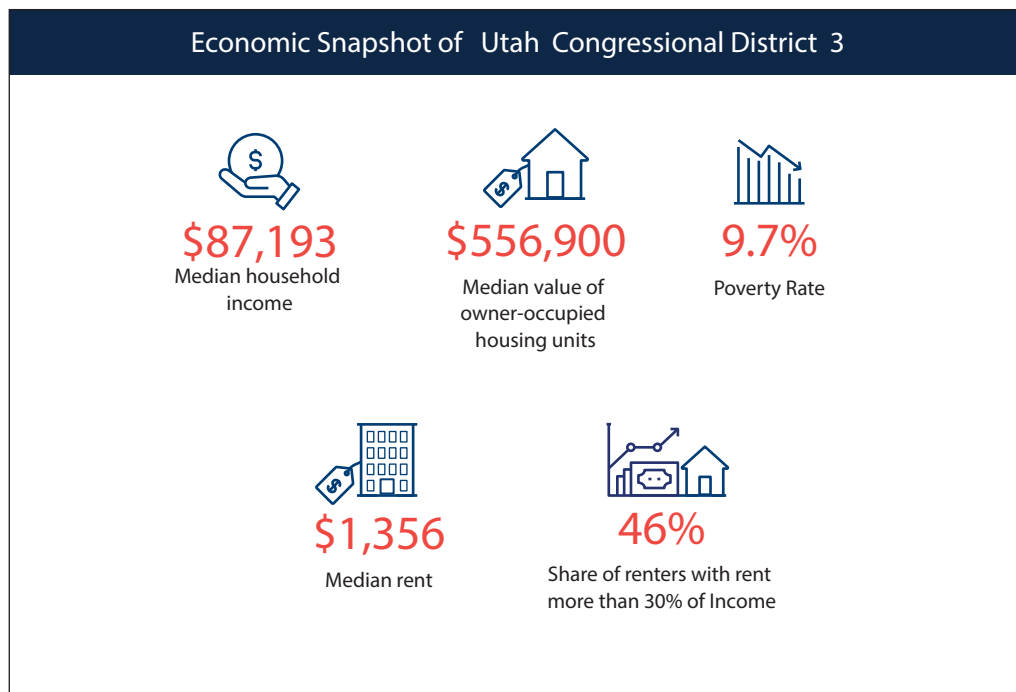 Economic Snapshot of Utah Congressional District 3
$
$
$87,193
Median household
income
$556,900
Median value of
owner-occupied
housing units
9.7%
Poverty Rate
$
$1,356
Median rent
46%
Share of renters with rent
more than 30% of Income